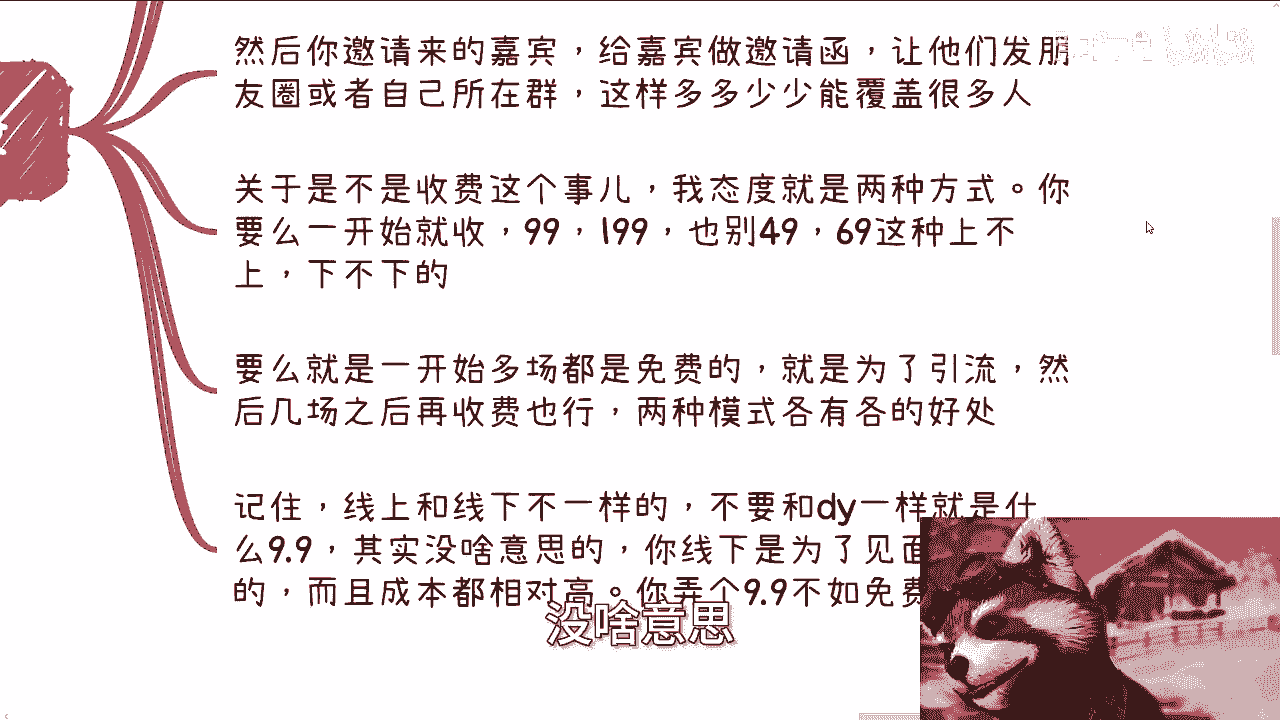 然后你邀请来的嘉宾，给嘉宾做邀请函，让他们发朋
友圈或者自己所在群，这样多多少少能覆盖很多人
关于是不是收费这个事儿，我态度就是两种方式。你
要么一开始就收，99，199，也别49，69这种上不
上，下不下的
要么就是一开始多场都是免费的，就是为了引流，然
后几场之后再收费也行，两种模式各有各的好处
记住，线上和线下不一样的，不要和dy一样就是什
么9.9，其实没啥意思的，你线下是为了见面
的，而且成本都相对高。你弄个9.9不如免费
没啥意思